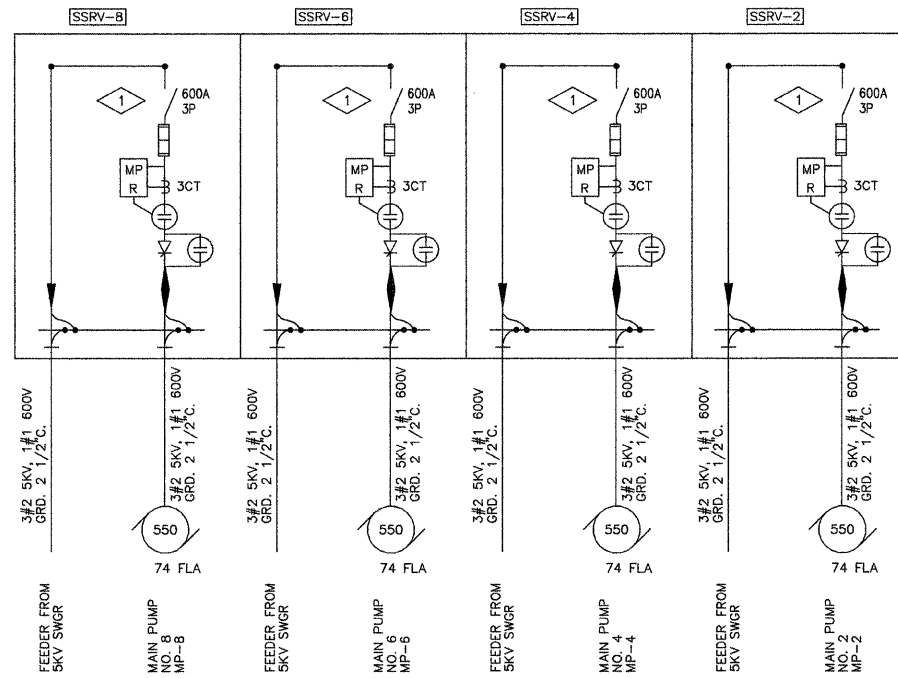 SSRV-8
SSRV-6
SSRV-4
SSRV-2
1
600A
3P
MP
R
3CT
1
600A
3P
MP
R
3CT
1
600A
3P
MP
R
3CT
1
600A
3P
MP
R
3CT
3#2 5KV, 1#1 600V
GRD. 2 1/2"C.
3#2 5KV, 1#1 600V
GRD. 2 1/2"C.
3#2 5KV, 1#1 600V
GRD. 2 1/2"C.
3#2 5KV, 1#1 600V
GRD. 2 1/2"C.
3#2 5KV, 1#1 600V
GRD. 2 1/2"C.
3#2 5KV, 1#1 600V
GRD. 2 1/2"C.
3#2 5KV, 1#1 600V
GRD. 2 1/2"C.
3#2 5KV, 1#1 600V
GRD. 2 1/2"C.
550
550
550
550
74 FLA
74 FLA
74 FLA
74 FLA
FEEDER FROM
5KV SWGR
MAIN PUMP
NO. 8
MP-8
FEEDER FROM
5KV SWGR
MAIN PUMP
NO. 6
MP-6
FEEDER FROM
5KV SWGR
MAIN PUMP
NO. 4
MP-4
FEEDER FROM
5KV SWGR
MAIN PUMP
NO. 2
MP-2